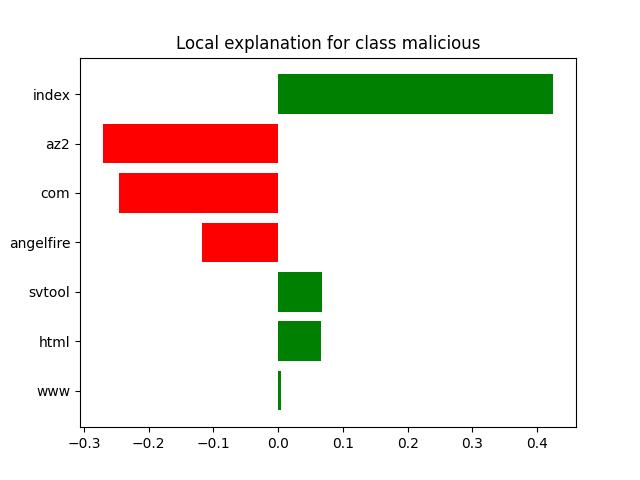 Local explanation for class malicious
index
az2
com
angelfire
svtool
html
www
−0.3 −0.2 −0.1 0.0 0.1 0.2 0.3 0.4